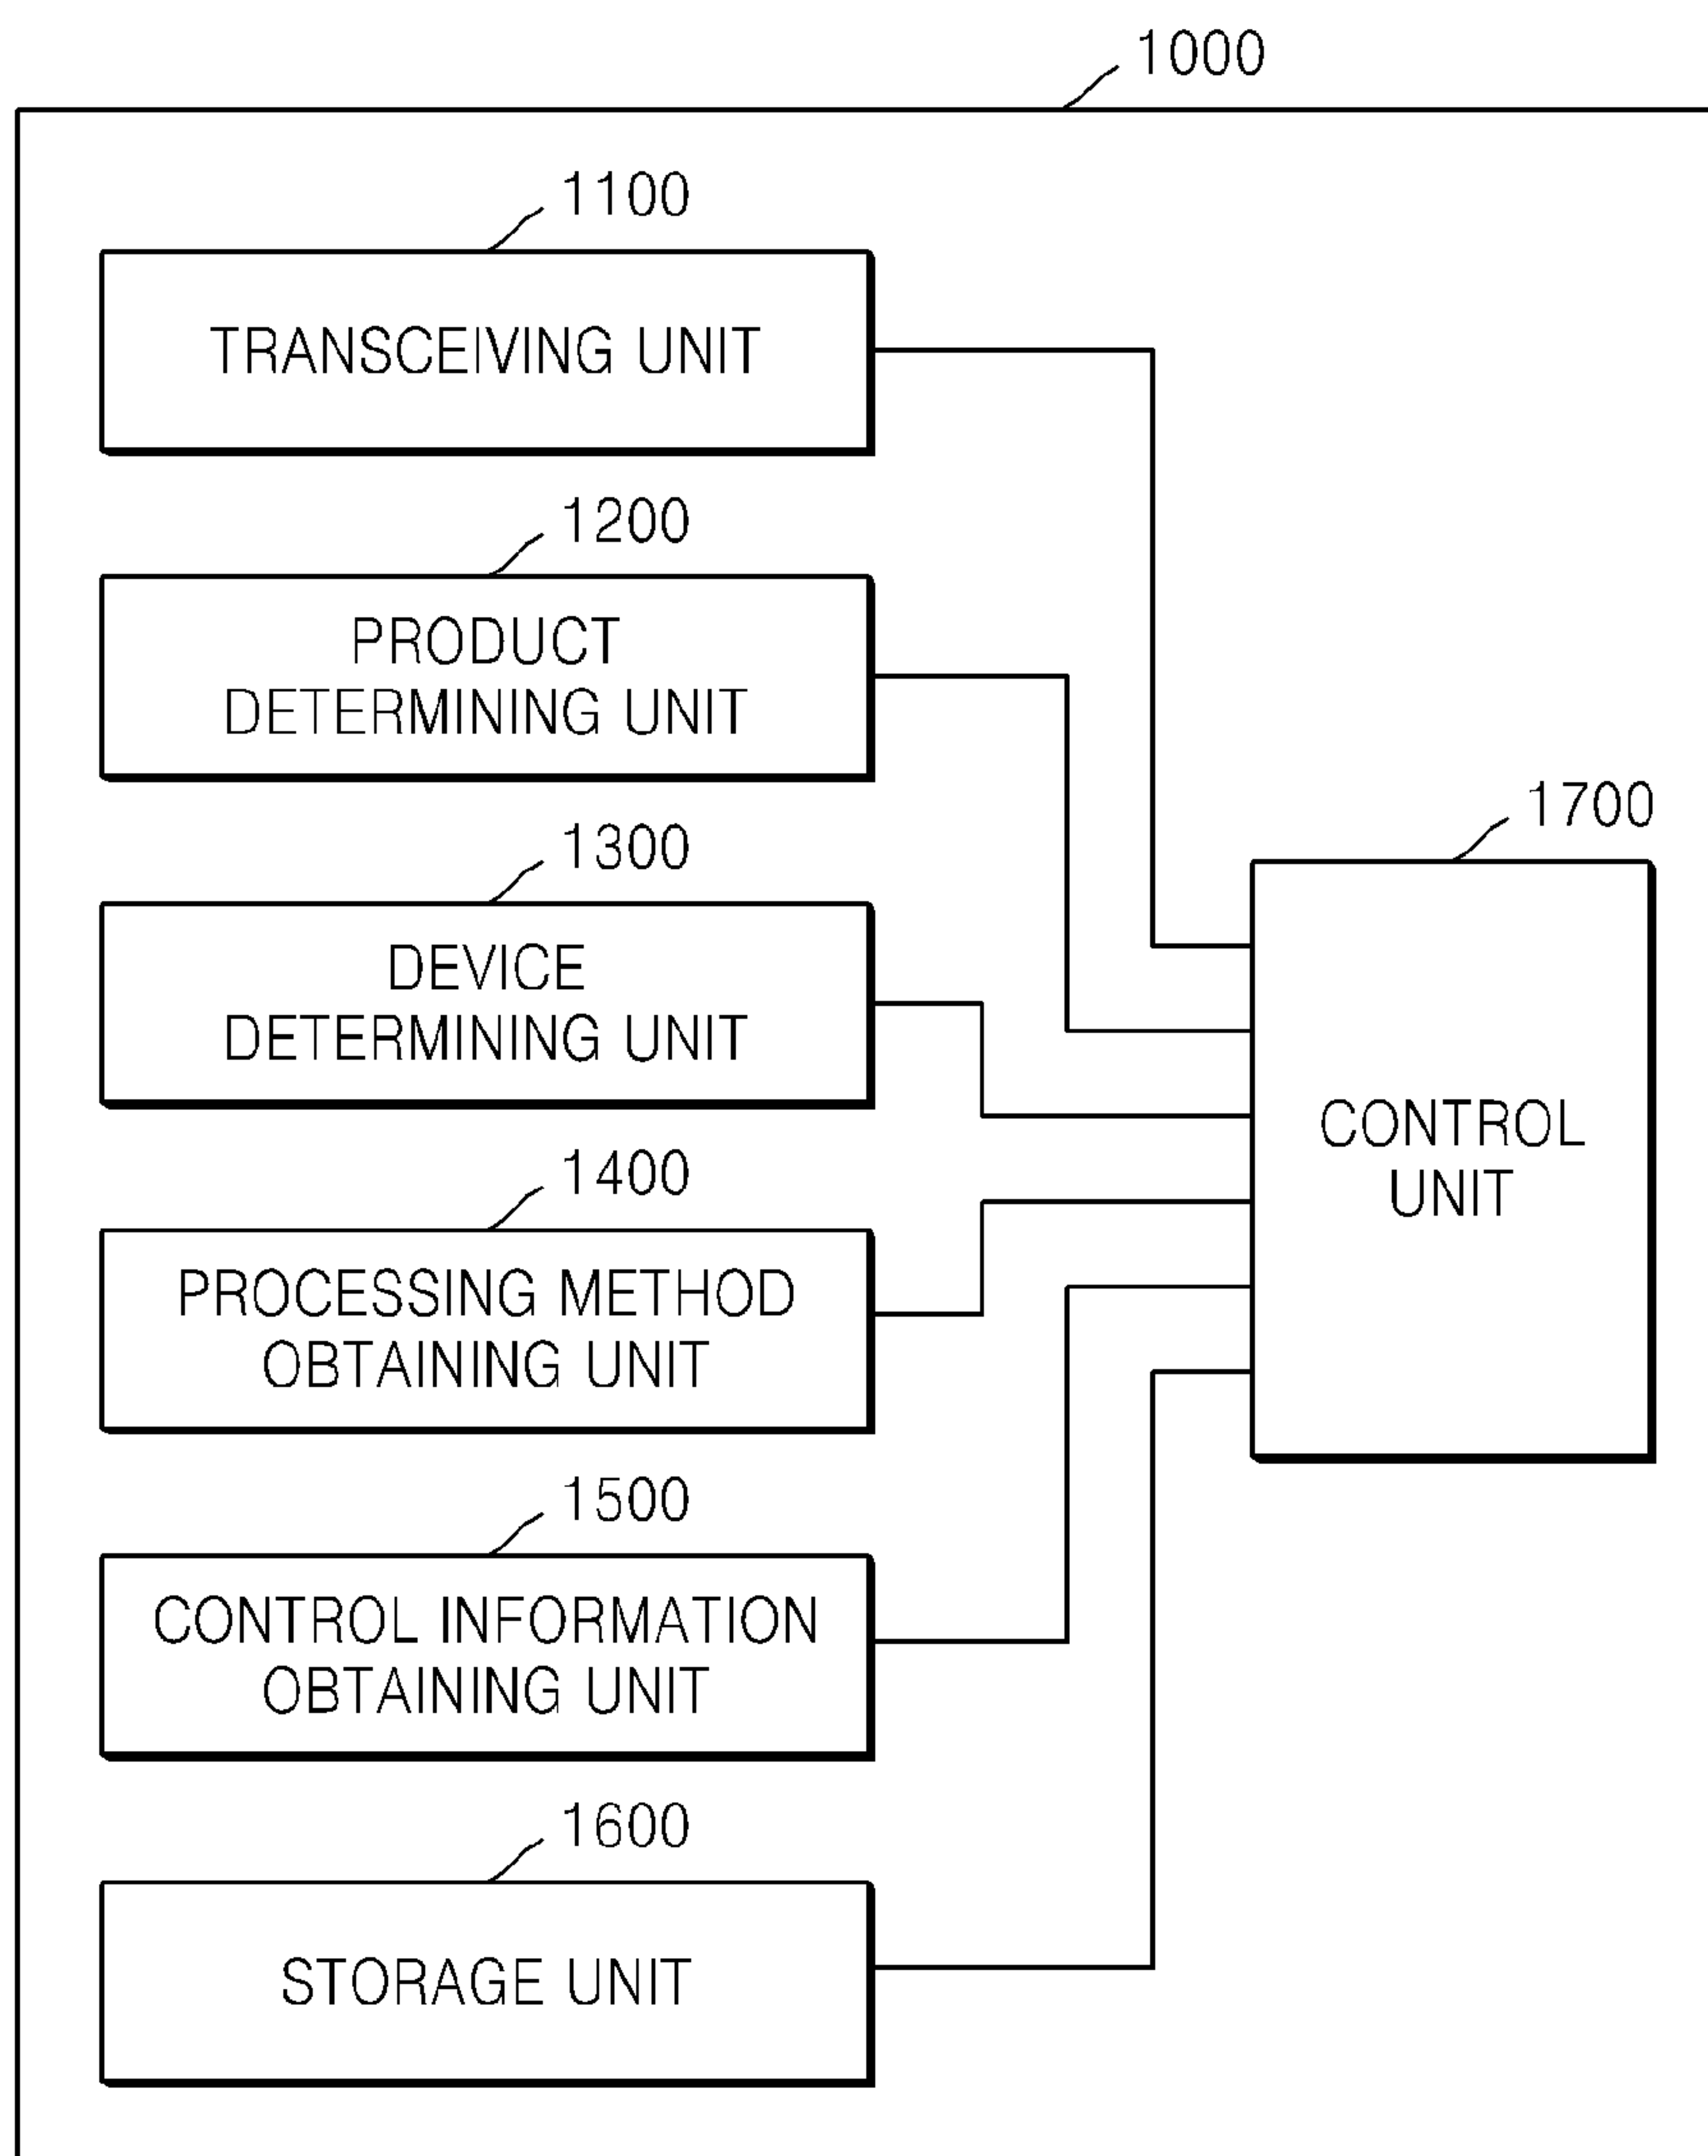 1000
1100
TRANSCEIVING UNIT
1200
PRODUCT
DETERMINING UNIT
1300
DEVICE
DETERMINING UNIT
1400
PROCESSING METHOD
OBTAINING UNIT
1500
CONTROL INFORMATION
OBTAINING UNIT
1600
STORAGE UNIT
1700
CONTROL
UNIT